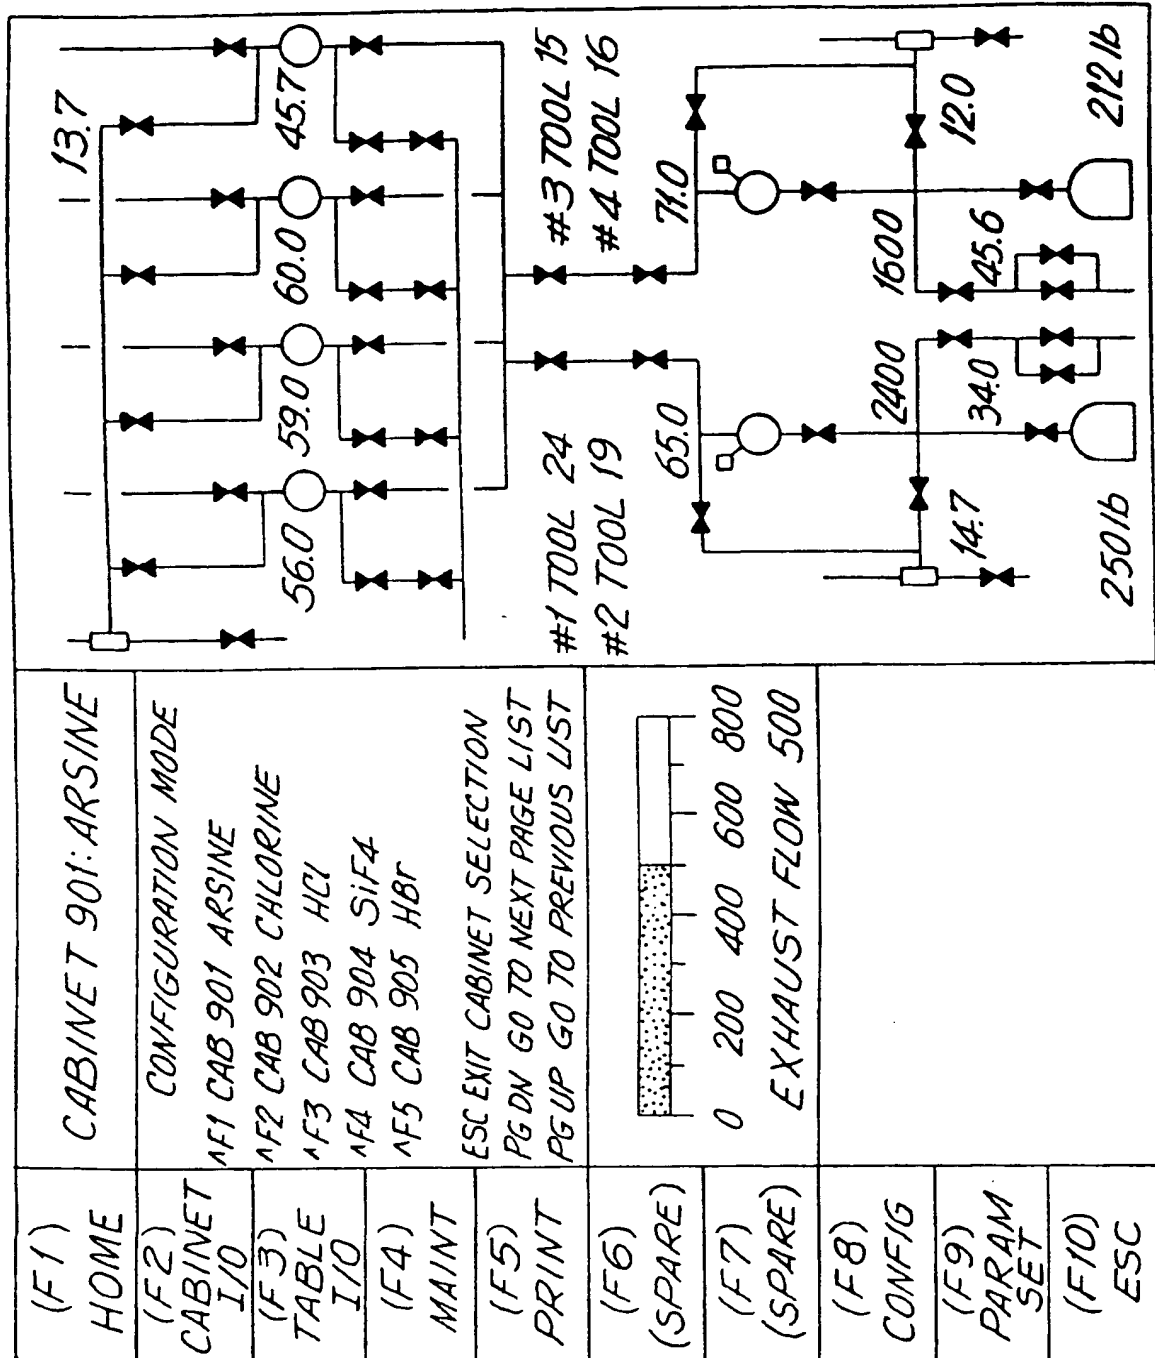 (F1)
HOME
(F2)
CABINET
I/O
(F3)
TABLE
I/O
(F4)
MAINT
(F5)
PRINT
(F6)
(SPARE)
(F7)
(SPARE)
(F8)
CONFIG
(F9)
PARAM
SET
(F10)
ESC
CABINET 901: ARSINE
CONFIGURATION MODE
^F1 CAB 901 ARSINE
^F2 CAB 902 CHLORINE
^F3 CAB 903 HCl
^F4 CAB 904 SiF4
^F5 CAB 905 HBr
ESC EXIT CABINET SELECTION
PG DN GO TO NEXT PAGE LIST
PG UP GO TO PREVIOUS LIST
0 200 400 600 800
EXHAUST FLOW 500
13.7
56.0 59.0 60.0 45.7
#1 TOOL 24
#2 TOOL 19
#3 TOOL 15
#4 TOOL 16
65.0 71.0
2400 1600
14.7 34.0 45.6 12.0
250 lb 212 lb